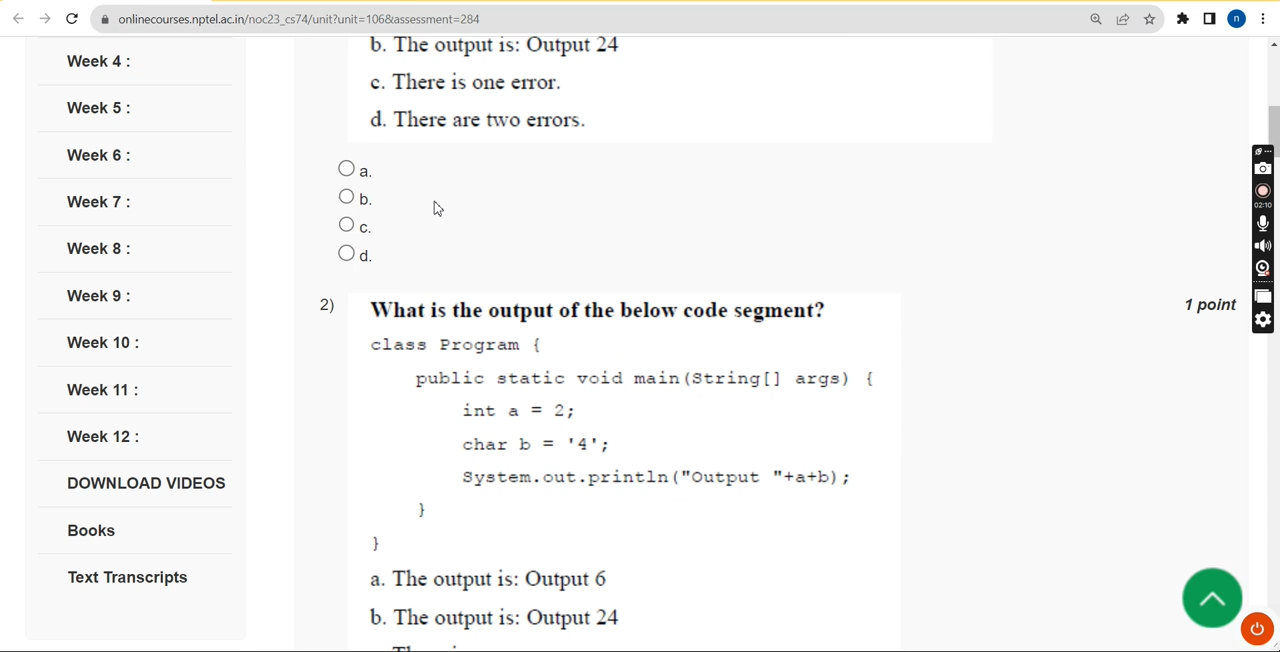 onlinecourses.nptel.ac.in/noc23_cs74/unit?unit=106&assessment=284
n
Week 4 :
Week 5 :
Week 6 :
Week 7 :
Week 8 :
Week 9 :
Week 10 :
Week 11 :
Week 12 :
DOWNLOAD VIDEOS
Books
Text Transcripts
b. The output is: Output 24
c. There is one error.
d. There are two errors.
a.
b.
c.
d.
2)
What is the output of the below code segment?
1 point
class Program {
public static void main(String[] args) {
int a = 2;
char b = '4';
System.out.println("Output "+a+b);
}
}
a. The output is: Output 6
b. The output is: Output 24
02:10